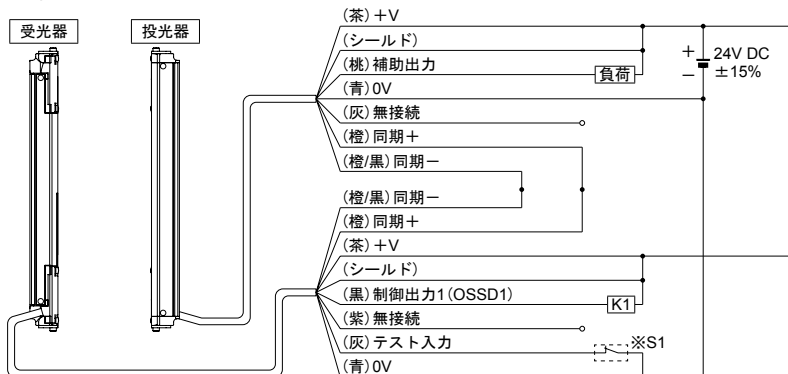 受光器
投光器
(茶)+V
(シールド)
(桃)補助出力
負荷
(青)0V
(灰)無接続
(橙)同期+
(橙/黒)同期-
+
-
24V DC
±15%
(橙/黒)同期-
(橙)同期+
(茶)+V
(シールド)
(黒)制御出力1(OSSD1)
K1
(紫)無接続
(灰)テスト入力
※S1
(青)0V